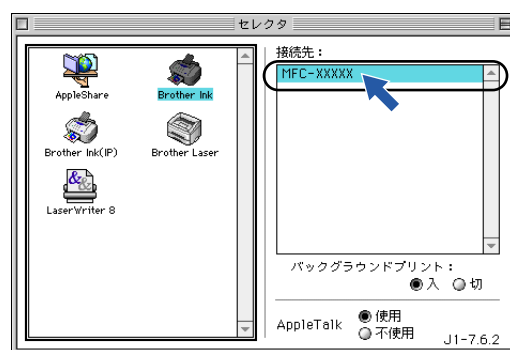 セレクタ
AppleShare
Brother Ink
Brother Ink(IP)
Brother Laser
LaserWriter 8
接続先：
MFC-XXXXX
バックグラウンドプリント：
入 切
AppleTalk
使用
不使用
J1-7.6.2